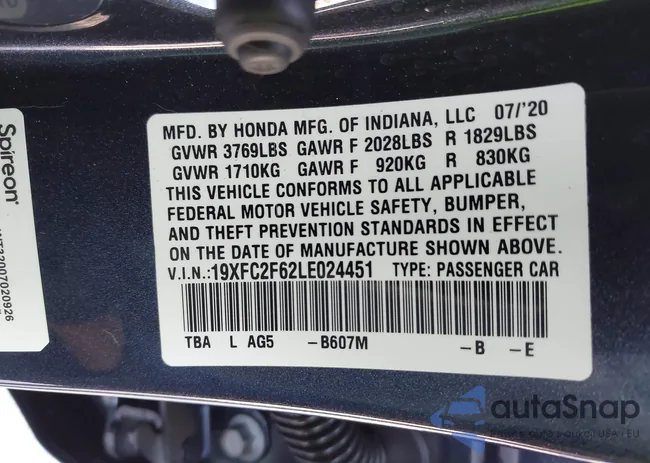 MFD. BY HONDA MFG. OF INDIANA, LLC 07/'20
GVWR 3769LBS GAWR F 2028LBS R 1829LBS
GVWR 1710KG GAWR F 920KG R 830KG
THIS VEHICLE CONFORMS TO ALL APPLICABLE
FEDERAL MOTOR VEHICLE SAFETY, BUMPER,
AND THEFT PREVENTION STANDARDS IN EFFECT
ON THE DATE OF MANUFACTURE SHOWN ABOVE.
V.I.N.:19XFC2F62LE024451 TYPE: PASSENGER CAR
TBA L AG5 -B607M -B -E
Spireon
autaSnap